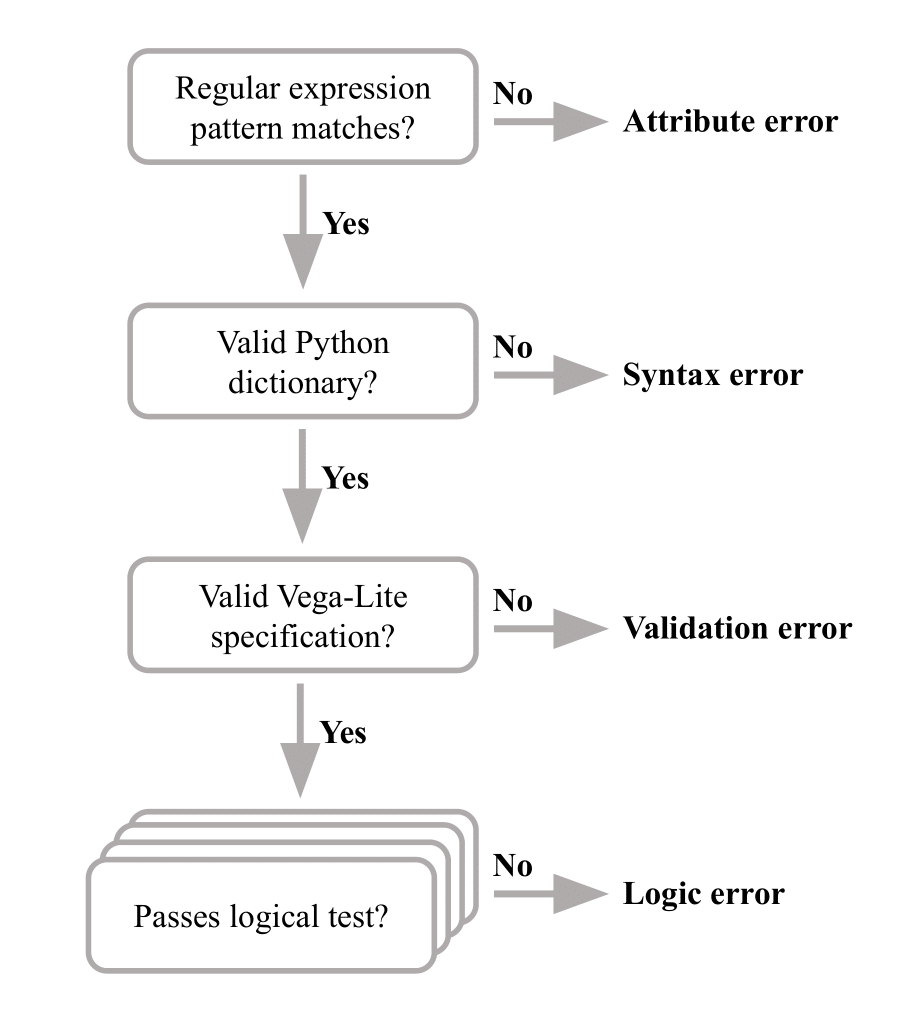 Regular expression
pattern matches?
No
Attribute error
Yes
Valid Python
dictionary?
No
Syntax error
Yes
Valid Vega-Lite
specification?
No
Validation error
Yes
Passes logical test?
No
Logic error